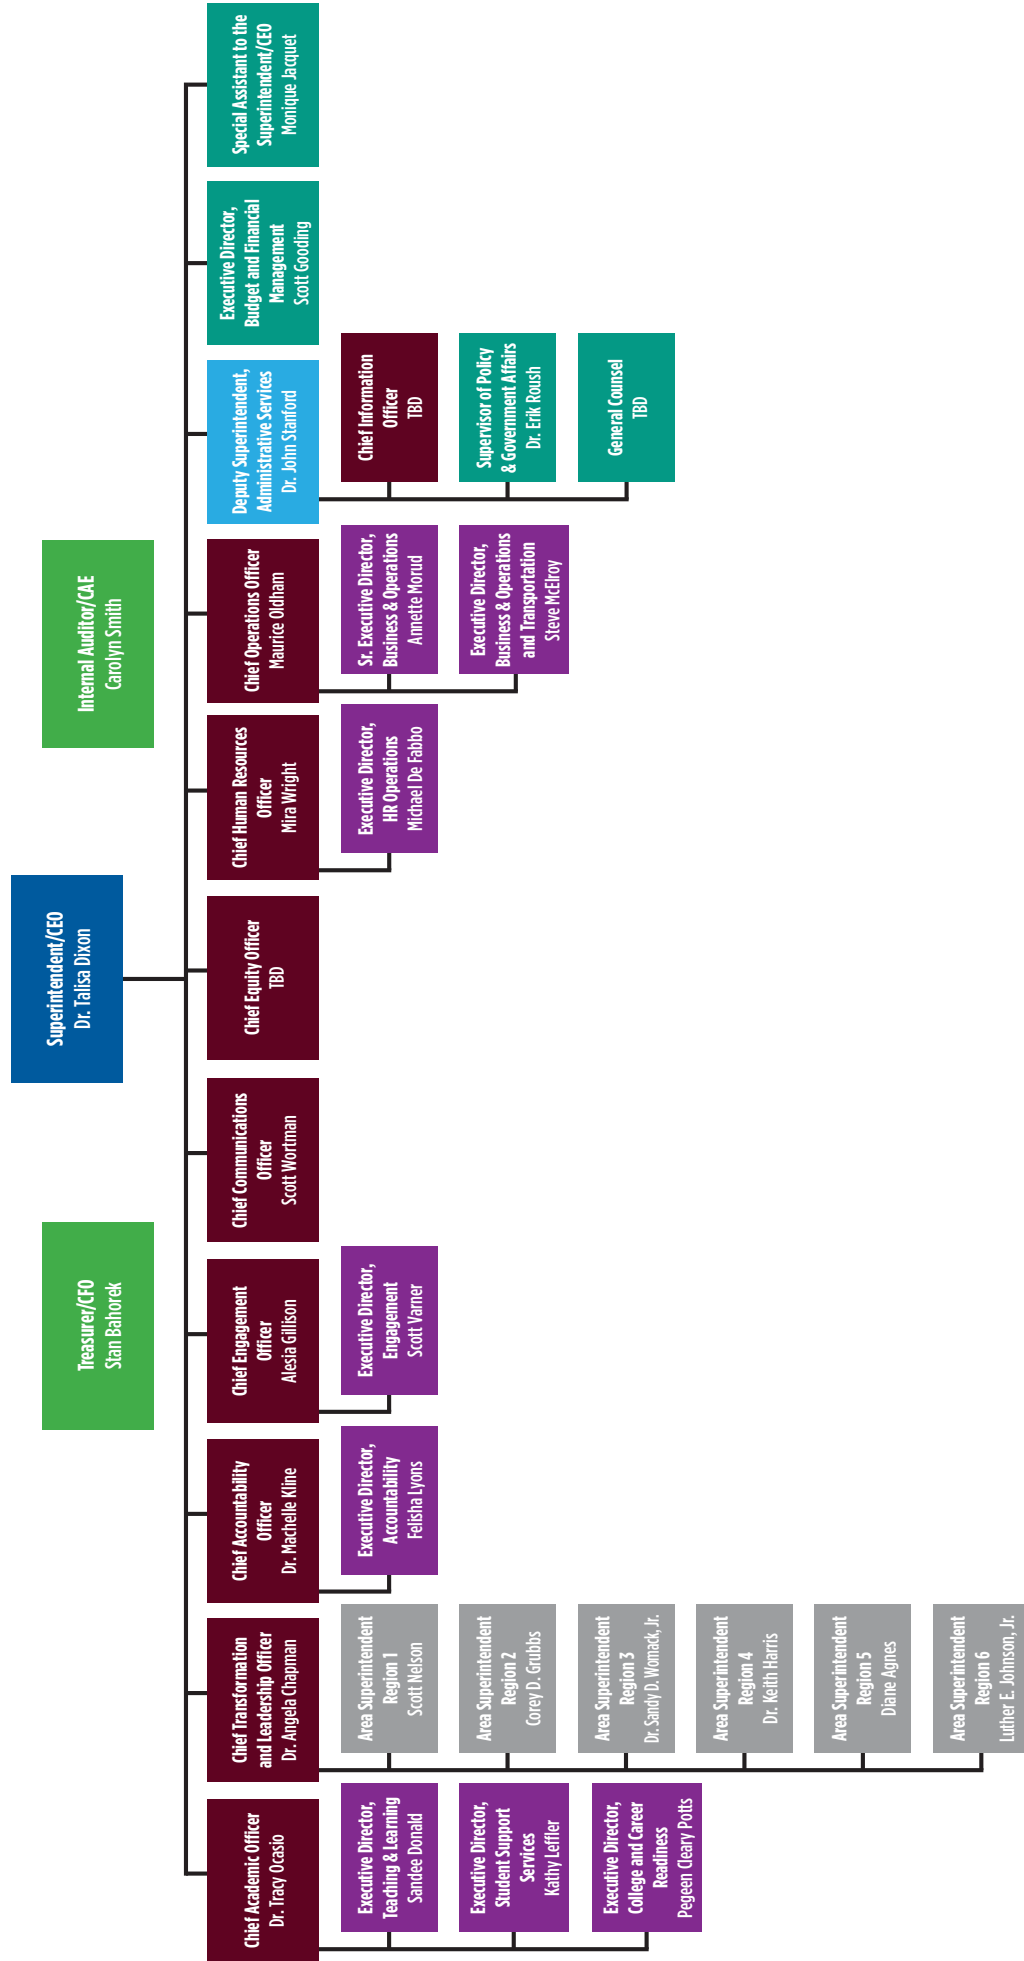 Superintendent/CEO
Dr. Talisa Dixon
Treasurer/CFO
Stan Bahorek
Internal Auditor/CAE
Carolyn Smith
Chief Academic Officer
Dr. Tracy Ocasio
Executive Director,
Teaching & Learning
Sandee Donald
Executive Director,
Student Support
Services
Kathy Leffler
Executive Director,
College and Career
Readiness
Pegeen Cleary Potts
Chief Transformation
and Leadership Officer
Dr. Angela Chapman
Area Superintendent
Region 1
Scott Nelson
Area Superintendent
Region 2
Corey D. Grubbs
Area Superintendent
Region 3
Dr. Sandy D. Womack, Jr.
Area Superintendent
Region 4
Dr. Keith Harris
Area Superintendent
Region 5
Diane Agnes
Area Superintendent
Region 6
Luther E. Johnson, Jr.
Chief Accountability
Officer
Dr. Machelle Kline
Executive Director,
Accountability
Felisha Lyons
Chief Engagement
Officer
Alesia Gillison
Executive Director,
Engagement
Scott Varner
Chief Communications
Officer
Scott Wortman
Chief Equity Officer
TBD
Chief Human Resources
Officer
Mira Wright
Executive Director,
HR Operations
Michael De Fabbo
Chief Operations Officer
Maurice Oldham
Sr. Executive Director,
Business & Operations
Annette Morud
Executive Director,
Business & Operations
and Transportation
Steve McElroy
Deputy Superintendent,
Administrative Services
Dr. John Stanford
Chief Information
Officer
TBD
Supervisor of Policy
& Government Affairs
Dr. Erik Roush
General Counsel
TBD
Executive Director,
Budget and Financial
Management
Scott Gooding
Special Assistant to the
Superintendent/CEO
Monique Jacquet